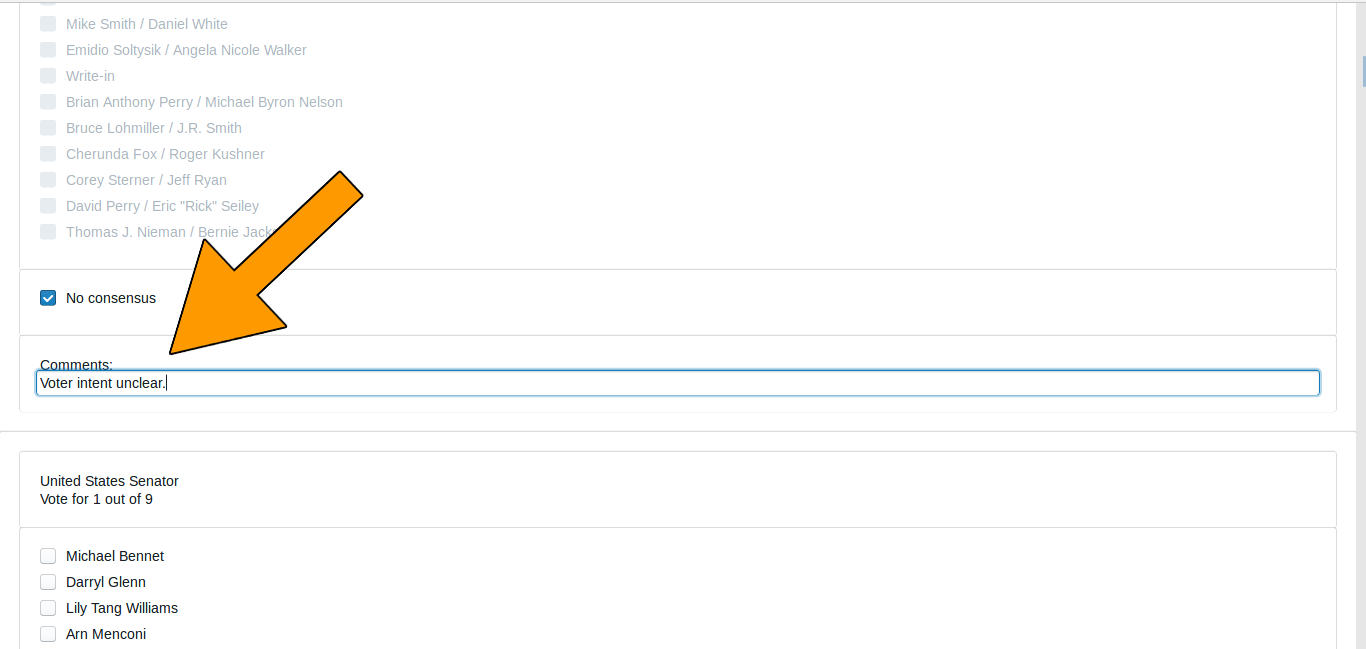 Mike Smith / Daniel White
Emidio Soltysik / Angela Nicole Walker
Write-in
Brian Anthony Perry / Michael Byron Nelson
Bruce Lohmiller / J.R. Smith
Cherunda Fox / Roger Kushner
Corey Sterner / Jeff Ryan
David Perry / Eric "Rick" Seiley
Thomas J. Nieman / Bernie
No consensus
Comments:
Voter intent unclear.
United States Senator
Vote for 1 out of 9
Michael Bennet
Darryl Glenn
Lily Tang Williams
Arn Menconi